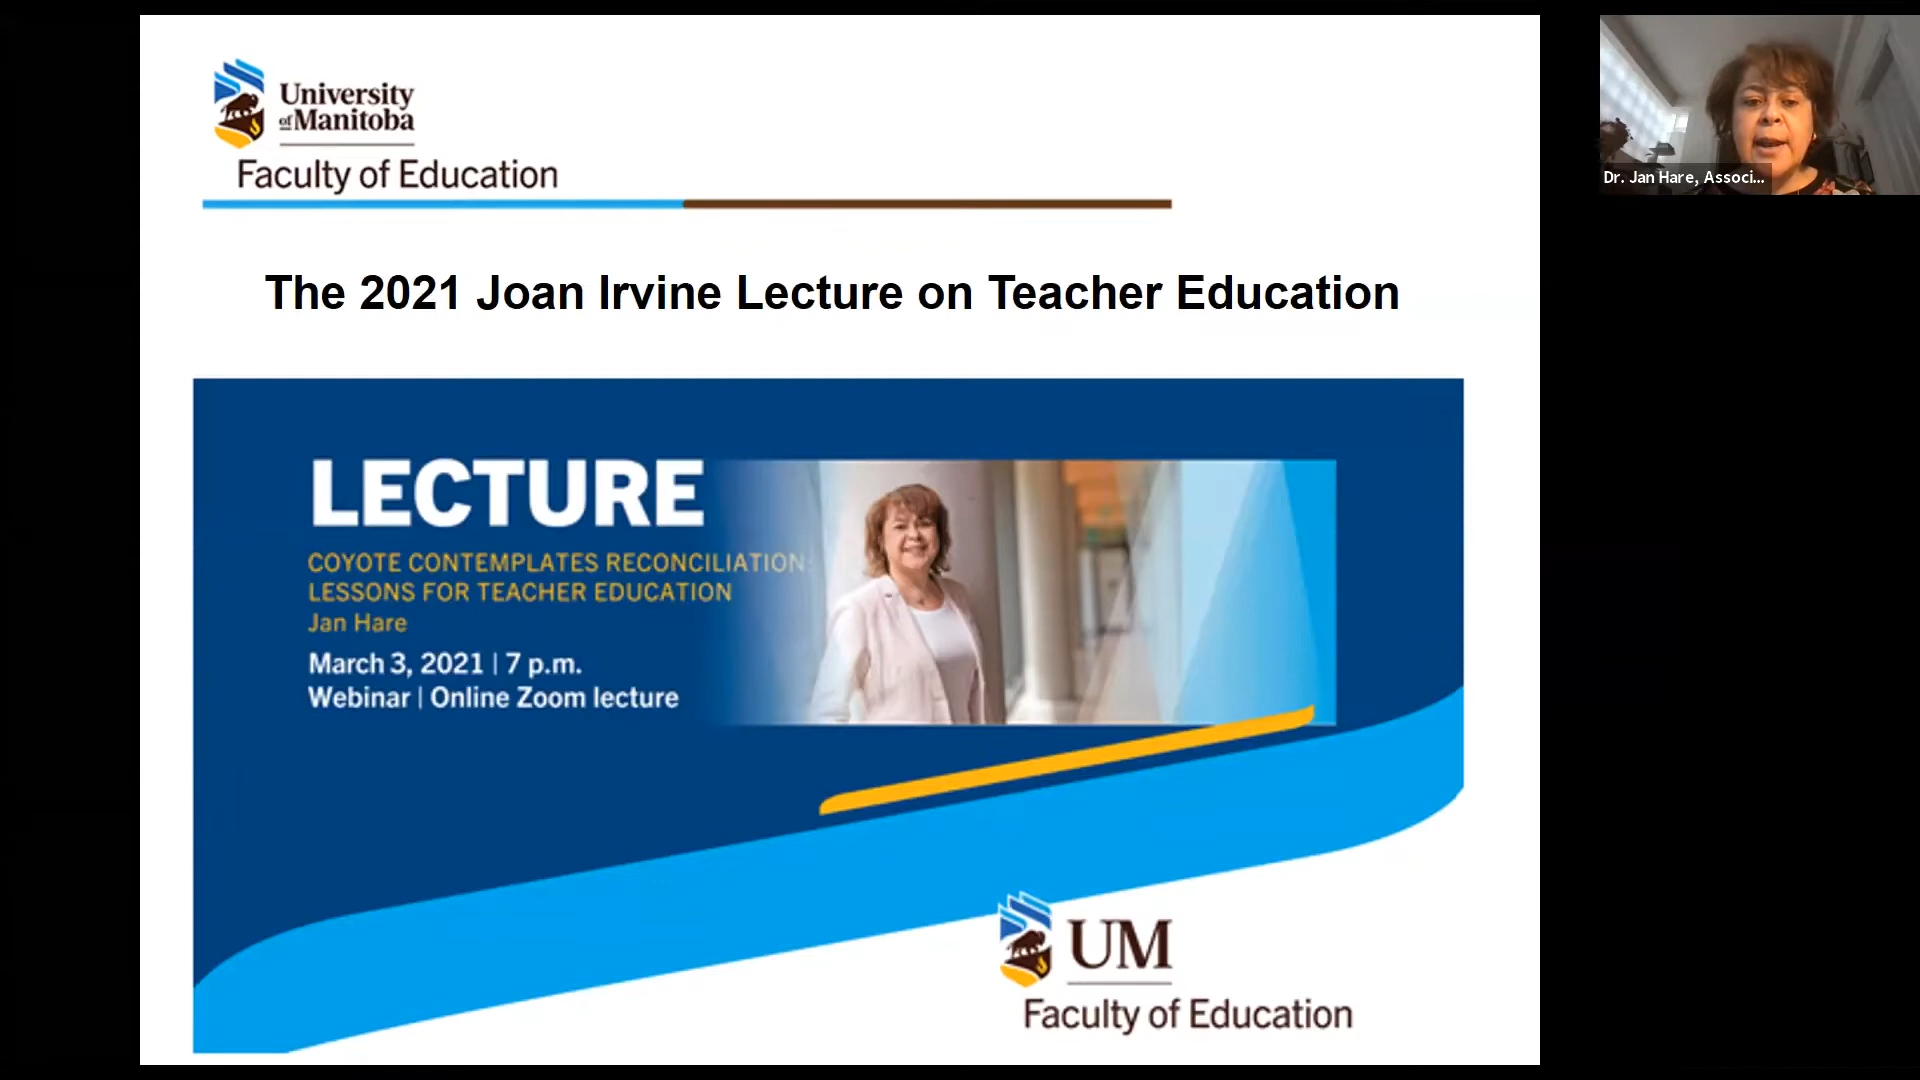 University
of Manitoba
Faculty of Education
The 2021 Joan Irvine Lecture on Teacher Education
LECTURE
COYOTE CONTEMPLATES RECONCILIATION:
LESSONS FOR TEACHER EDUCATION
Jan Hare
March 3, 2021 | 7 p.m.
Webinar | Online Zoom lecture
UM
Faculty of Education
Dr. Jan Hare, Associ...